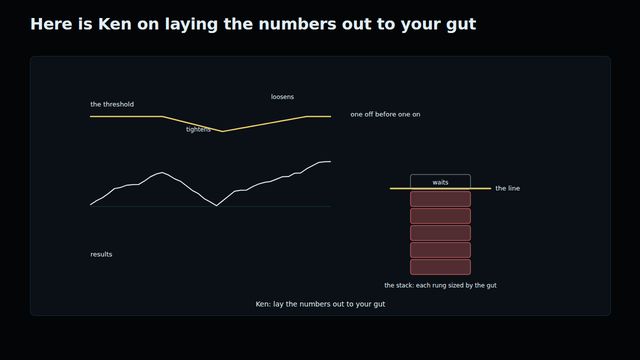 Here is Ken on laying the numbers out to your gut
loosens
the threshold
one off before one on
tightens
waits
the line
results
the stack: each rung sized by the gut
Ken: lay the numbers out to your gut